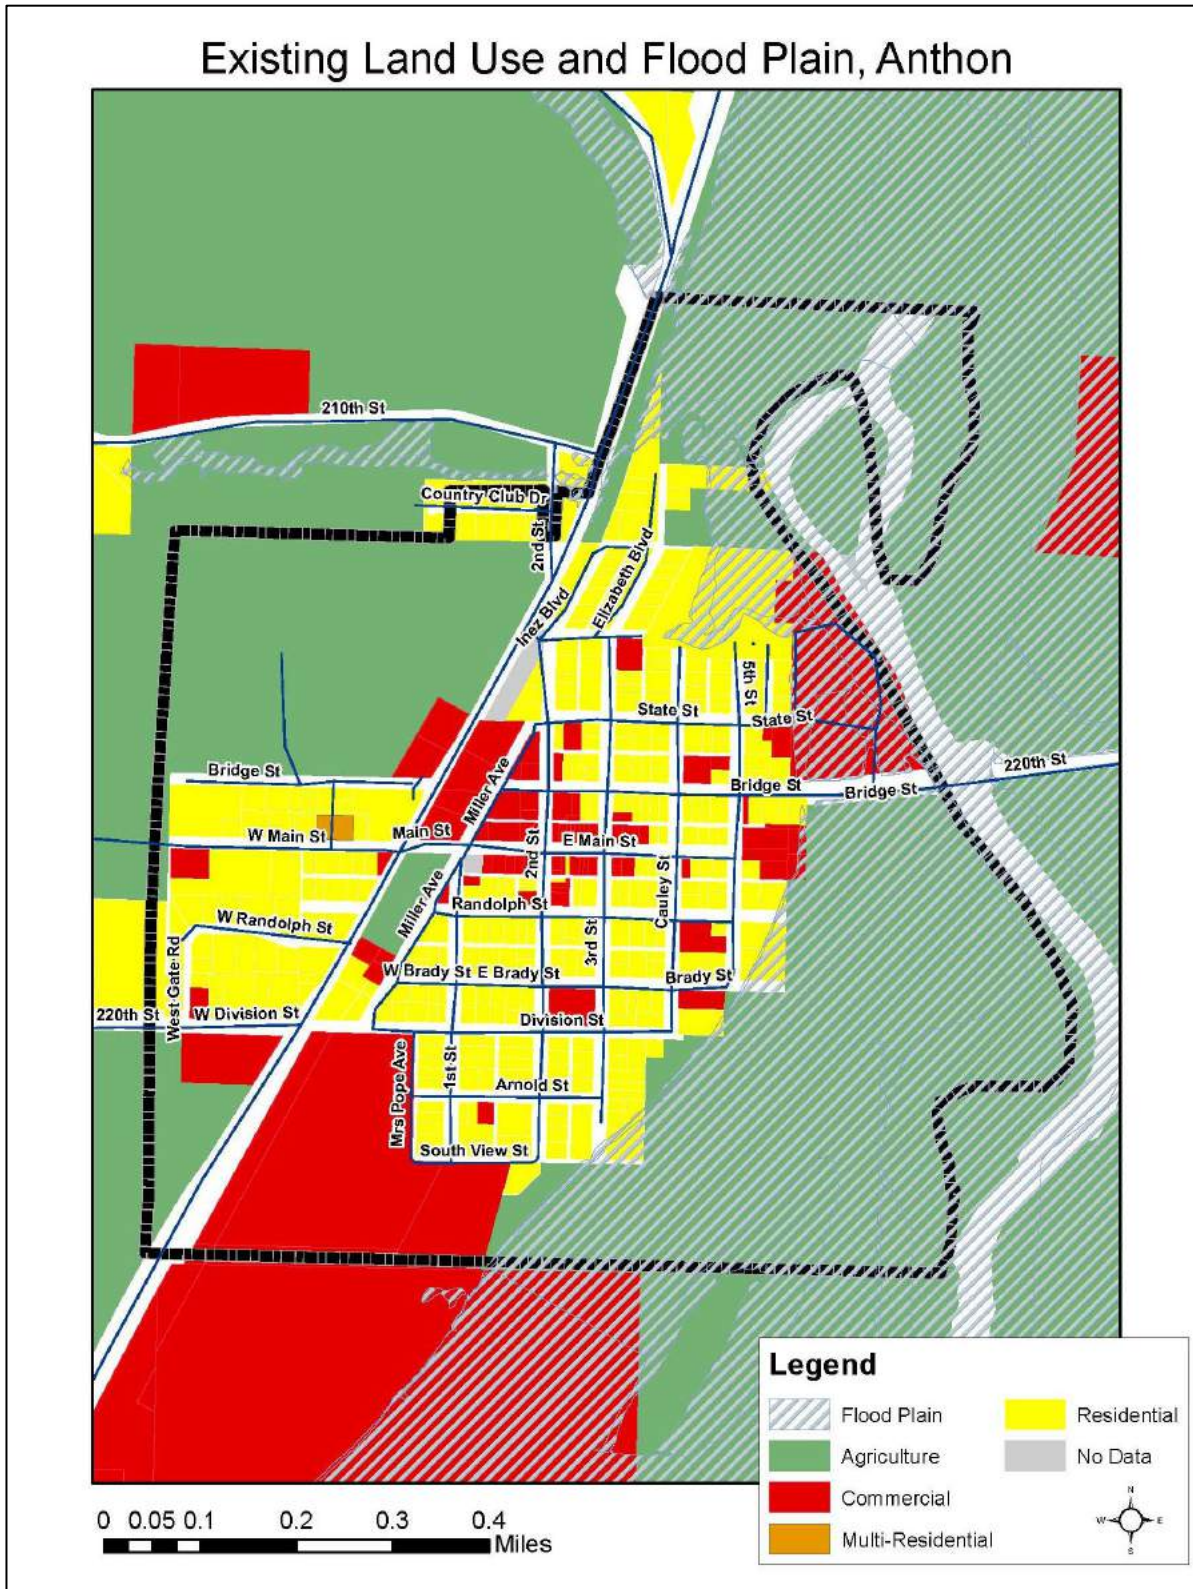 Existing Land Use and Flood Plain, Anthon
210th St
Country Club Dr
2nd St
Inez Blvd
Elizabeth Blvd
5th St
State St
State St
220th St
Bridge St
Miller Ave
Bridge St
Bridge St
W Main St
Main St
E Main St
2nd St
Cauley St
Miller Ave
Randolph St
W Randolph St
3rd St
West Gate Rd
W Brady St
E Brady St
Brady St
220th St
W Division St
Division St
Mrs Pope Ave
1st St
Arnold St
South View St
Legend
Flood Plain
Residential
Agriculture
No Data
Commercial
Multi-Residential
N
W
E
S
0 0.05 0.1 0.2 0.3 0.4
Miles